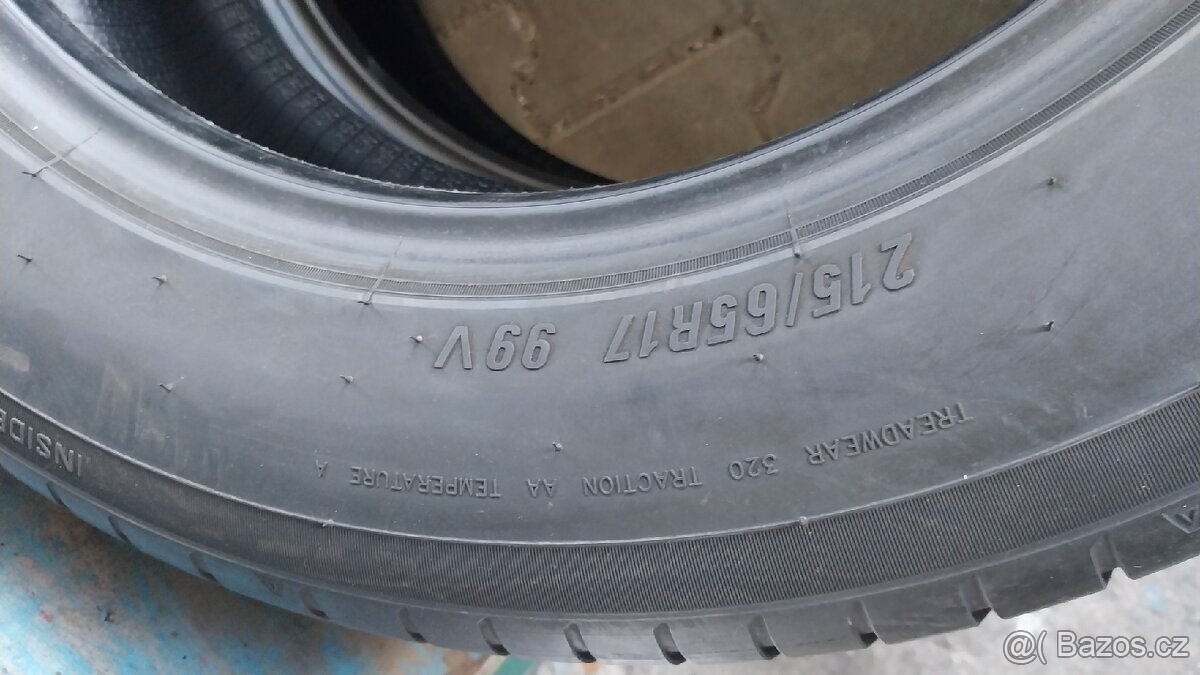 215/65R17 99V
TREADWEAR 320 TRACTION AA TEMPERATURE A
INSIDE
@( Bazos.cz